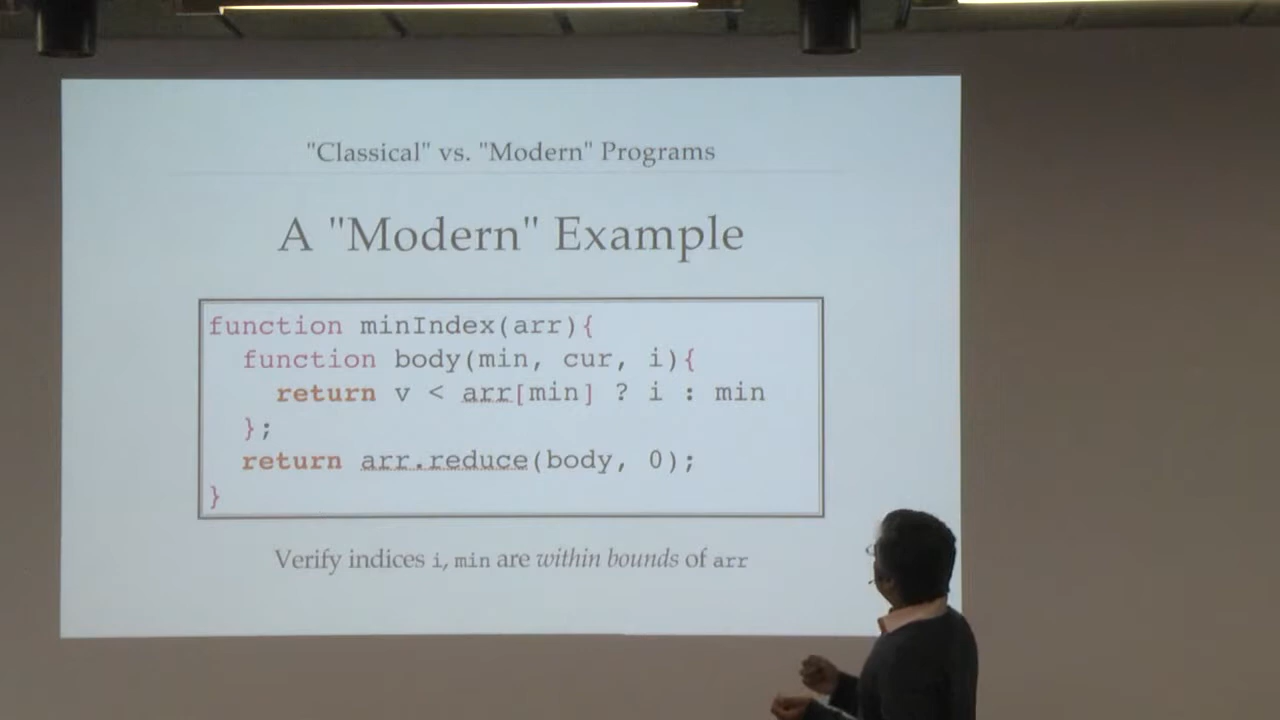 "Classical" vs. "Modern" Programs
A "Modern" Example
function minIndex(arr){
function body(min, cur, i){
return v < arr[min] ? i : min
};
return arr.reduce(body, 0);
}
Verify indices i, min are within bounds of arr